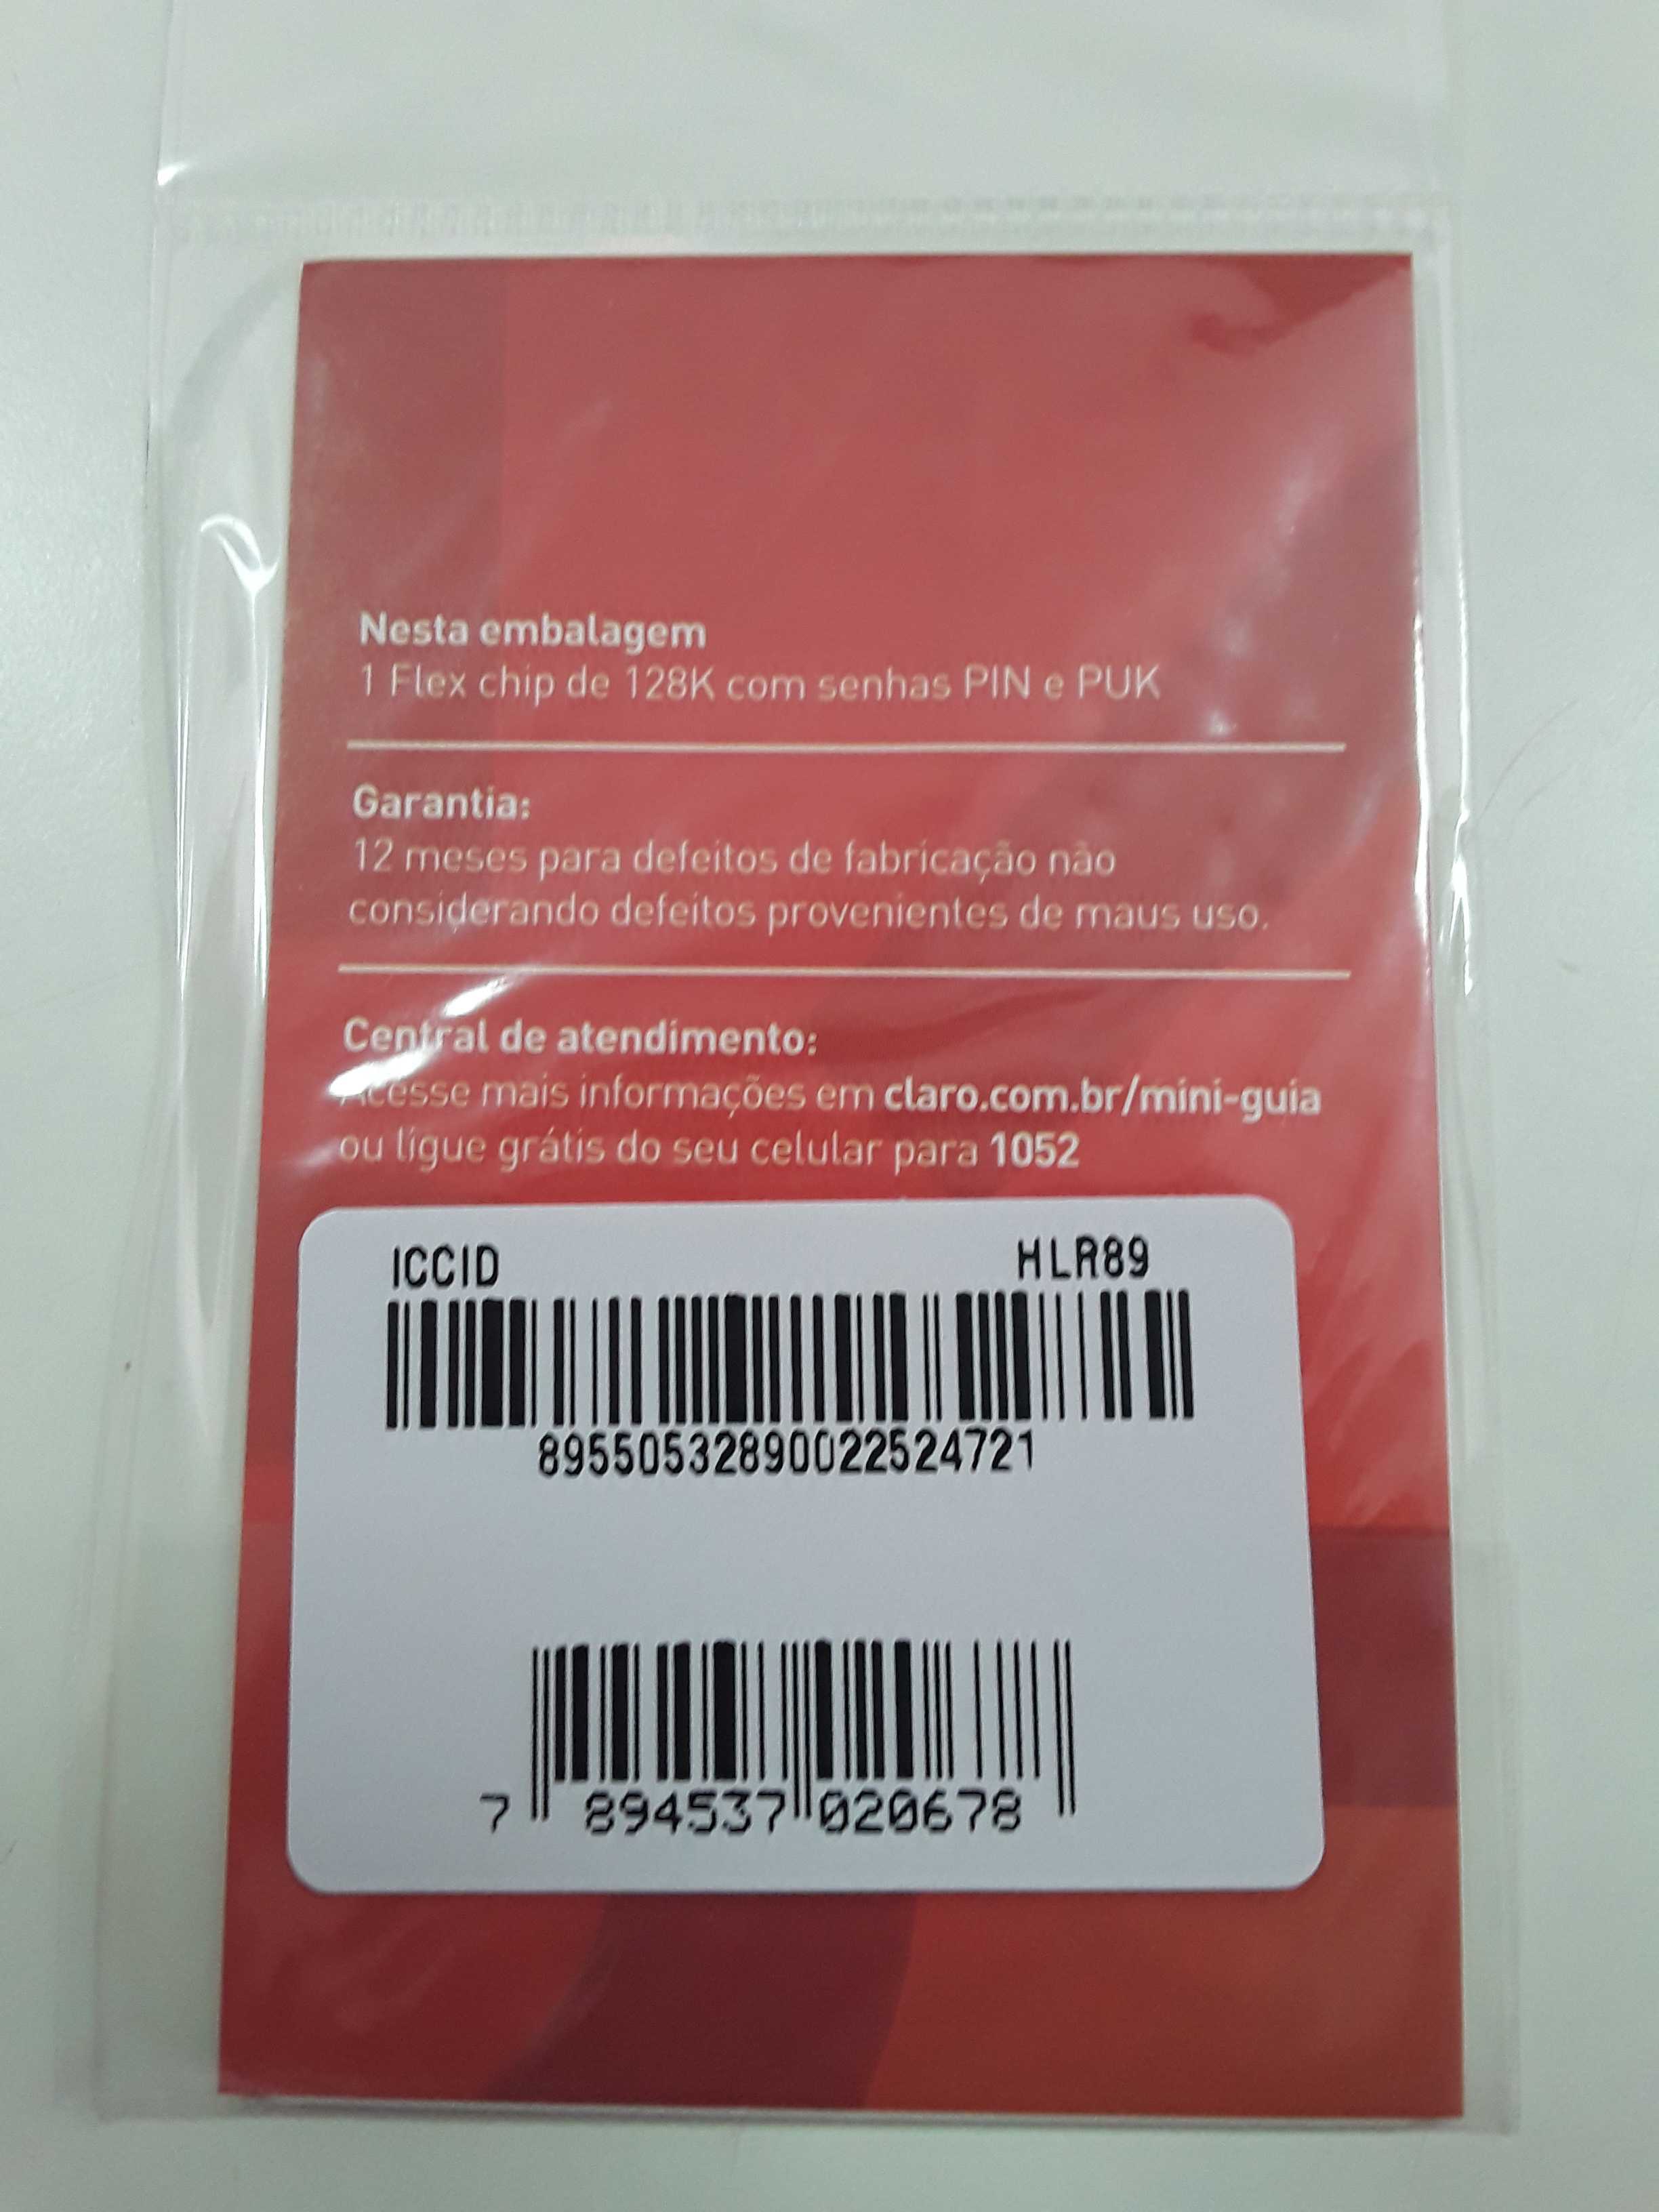 Nesta embalagem
1 Flex chip de 128K com senhas PIN e PUK
Garantia:
12 meses para defeitos de fabricação não
considerando defeitos provenientes de maus uso.
Central de atendimento:
Acesse mais informações em claro.com.br/mini-guia
ou ligue grátis do seu celular para 1052
ICCID HLR89
89550532890022524721
7 894537 020678